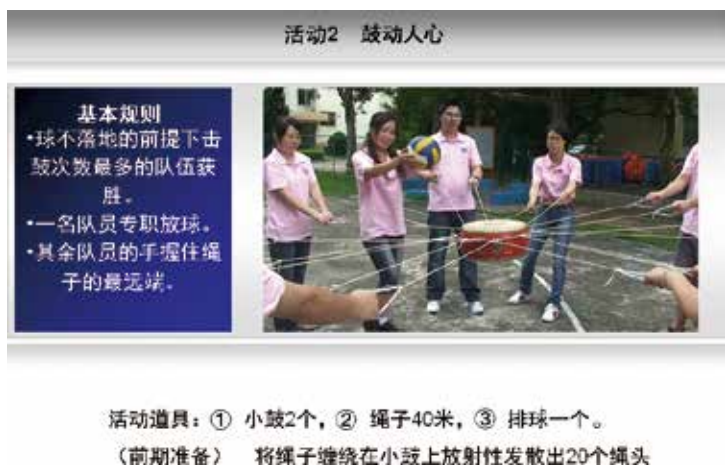 活动2 鼓动人心
基本规则
•球不落地的前提下击
鼓次数最多的队伍获
胜。
•一名队员专职放球。
•其余队员的手握住绳
子的最远端。
活动道具：① 小鼓2个，② 绳子40米，③ 排球一个。
（前期准备） 将绳子缠绕在小鼓上放射性发散出20个绳头